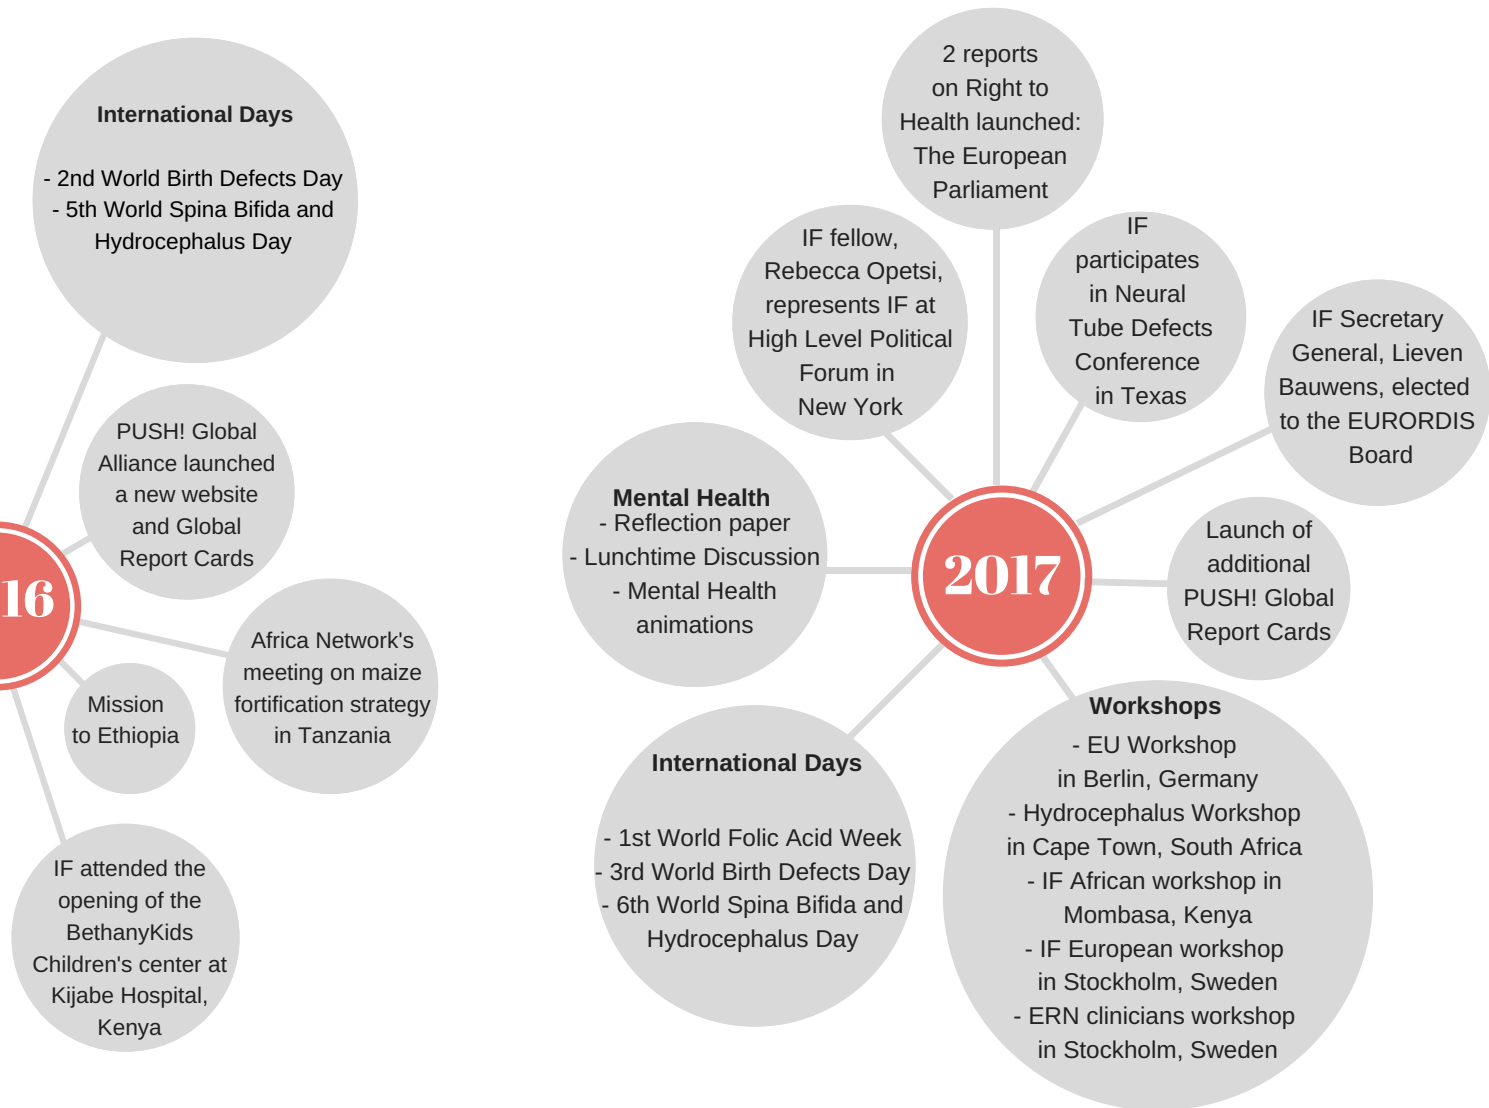 International Days
- 2nd World Birth Defects Day
- 5th World Spina Bifida and
Hydrocephalus Day
PUSH! Global
Alliance launched
a new website
and Global
Report Cards
16
Africa Network's
meeting on maize
fortification strategy
in Tanzania
Mission
to Ethiopia
IF attended the
opening of the
BethanyKids
Children's center at
Kijabe Hospital,
Kenya
2 reports
on Right to
Health launched:
The European
Parliament
IF fellow,
Rebecca Opetsi,
represents IF at
High Level Political
Forum in
New York
IF
participates
in Neural
Tube Defects
Conference
in Texas
IF Secretary
General, Lieven
Bauwens, elected
to the EURORDIS
Board
Mental Health
- Reflection paper
- Lunchtime Discussion
- Mental Health
animations
2017
Launch of
additional
PUSH! Global
Report Cards
International Days
- 1st World Folic Acid Week
- 3rd World Birth Defects Day
- 6th World Spina Bifida and
Hydrocephalus Day
Workshops
- EU Workshop
in Berlin, Germany
- Hydrocephalus Workshop
in Cape Town, South Africa
- IF African workshop in
Mombasa, Kenya
- IF European workshop
in Stockholm, Sweden
- ERN clinicians workshop
in Stockholm, Sweden